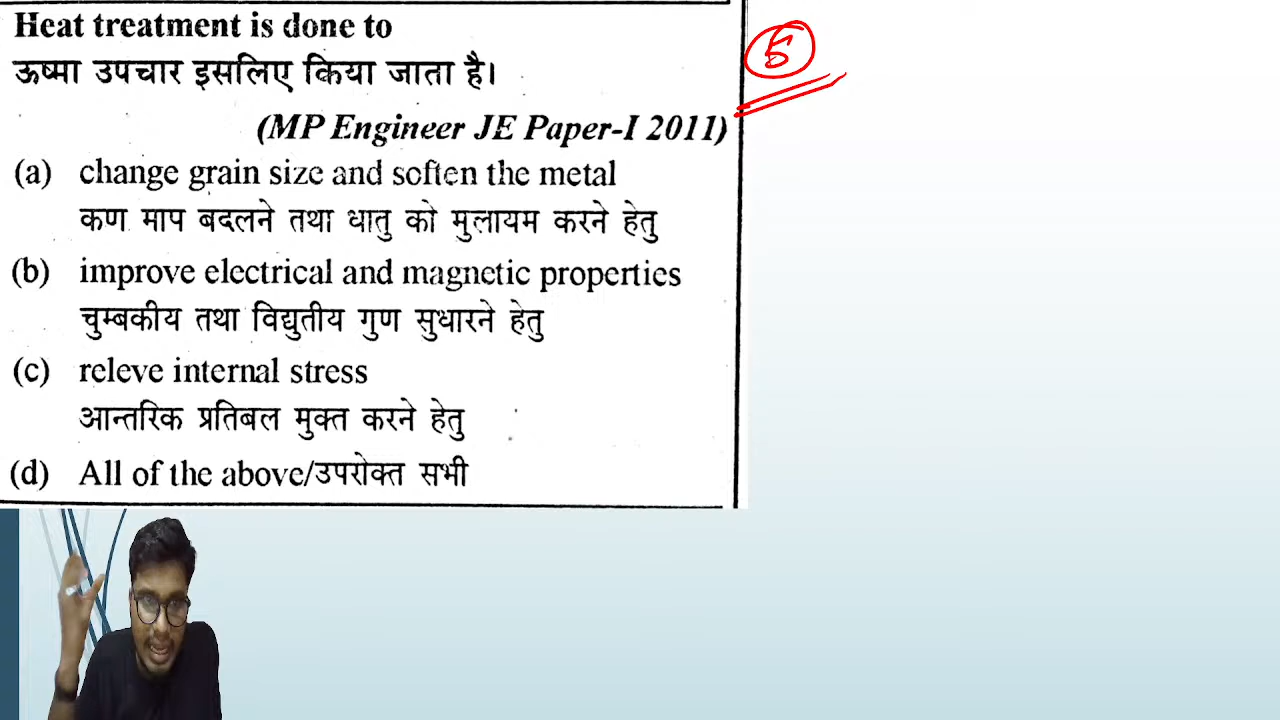 Heat treatment is done to
ऊष्मा उपचार इसलिए किया जाता है।
(MP Engineer JE Paper-I 2011)
(a) change grain size and soften the metal
कण माप बदलने तथा धातु को मुलायम करने हेतु
(b) improve electrical and magnetic properties
चुम्बकीय तथा विद्युतीय गुण सुधारने हेतु
(c) releve internal stress
आन्तरिक प्रतिबल मुक्त करने हेतु
(d) All of the above/उपरोक्त सभी
5